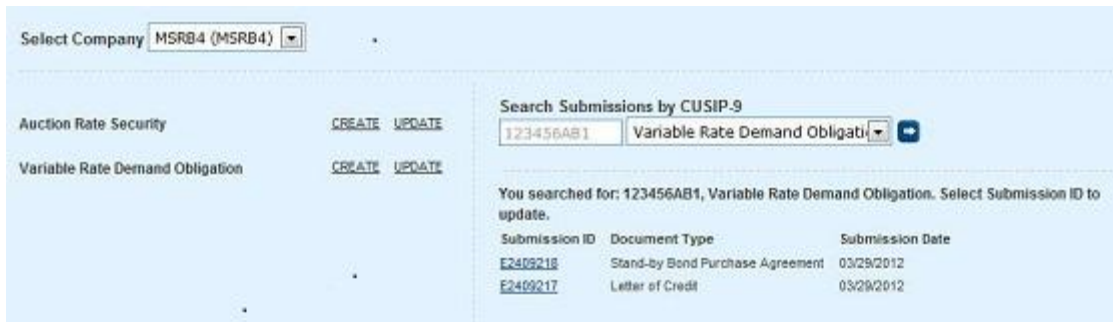 Select Company MSRB4 (MSRB4)
Auction Rate Security CREATE UPDATE
Variable Rate Demand Obligation CREATE UPDATE
Search Submissions by CUSIP-9
123456AB1 Variable Rate Demand Obligati
You searched for: 123456AB1, Variable Rate Demand Obligation. Select Submission ID to
update.
Submission ID Document Type Submission Date
E2409218 Stand-by Bond Purchase Agreement 03/29/2012
E2409217 Letter of Credit 03/29/2012